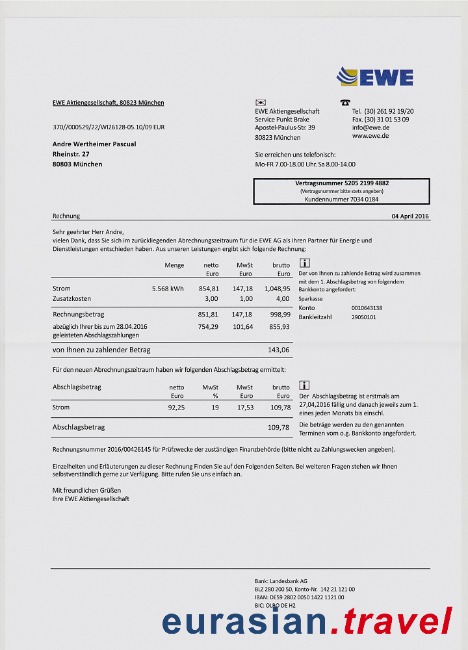 EWE
EWE Aktiengesellschaft, 80823 München
370//000529/22/WI26128-05.10/09 EUR
Andre Wertheimer Pascual
Rheinstr. 27
80803 München
EWE Aktiengesellschaft
Service Punkt Brake
Apostel-Paulus-Str 39
80823 München
Tel. (30) 261 92 19/20
Fax. (30) 31 01 53 09
info@ewe.de
www.ewe.de
Sie erreichen uns telefonisch:
Mo-FR 7.00-18.00 Uhr. Sa 8.00-14.00
Vertragsnummer 5205 2199 4882
(Vertragsnummer bitte stets angeben)
Kundennummer 7034 0184
Rechnung 04 April 2016
Sehr geehrter Herr Andre,
vielen Dank, dass Sie sich im zurückliegenden Abrechnungszeitraum für die EWE AG als Ihren Partner für Energie und
Dienstleistungen entschieden haben. Aus unseren Leistungen ergibt sich folgende Rechnung:
Menge netto MwSt brutto
Euro Euro Euro
Strom 5.568 kWh 854,81 147,18 1,048,95
Zusatzkosten 3,00 1,00 4,00
Rechnungsbetrag 851,81 147,18 998,99
abzüglich Ihrer bis zum 28.04.2016 754,29 101,64 855,93
geleisteten Abschlagszahlungen
von Ihnen zu zahlender Betrag 143,06
Der von Ihnen zu zahlende Betrag wird zusammen
mit dem 1. Abschlagsbetrag von folgendem
Bankkonto angefordert:
Sparkasse
Konto 0010643138
Bankleitzahl 29050101
Für den neuen Abrechnungszeitraum haben wir folgenden Abschlagsbetrag ermittelt:
Abschlagsbetrag netto MwSt MwSt brutto
Euro % Euro Euro
Strom 92,25 19 17,53 109,78
Abschlagsbetrag 109,78
Der Abschlagsbetrag ist erstmals am
27,04,2016 fällig und danach jeweils zum 1.
eines jeden Monats bis einschl.
Die beträge werden zu den genannten
Terminen vom o.g. Bankkonto angefordert.
Rechnungsnummer 2016/00426145 für Prüfzwecke der zuständigen Finanzbehörde (bitte nicht zu Zahlungswecken angeben).
Einzelheiten und Erläuterungen zu dieser Rechnung Finden Sie auf den Folgenden Seiten. Bei weiteren Fragen stehen wir Ihnen
selbstverständlich gerne zur Verfügung. Bitte rufen Sie uns einfach an.
Mit freundlichen Grüßen
Ihre EWE Aktiengesellschaft
Bank: Landesbank AG
BLZ 280 200 50, Konto-Nr. 142 21 121 00
IBAN: DE59 2802 0050 1422 1121 00
BIC: OLBO DE H2
eurasian.travel